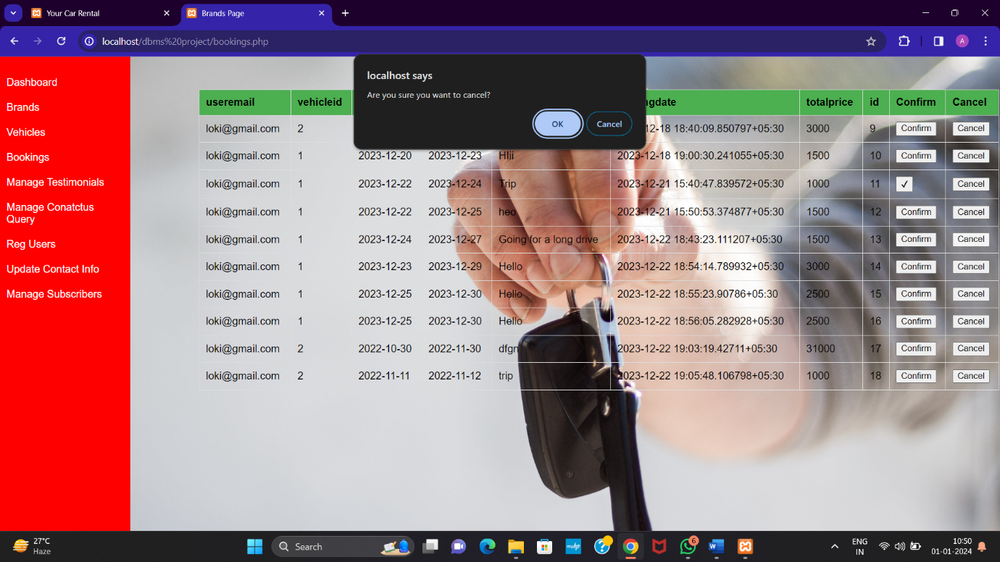 Your Car Rental
Brands Page
localhost/dbms%20project/bookings.php
A
localhost says
Are you sure you want to cancel?
OK Cancel
Dashboard
Brands
Vehicles
Bookings
Manage Testimonials
Manage Conatctus
Query
Reg Users
Update Contact Info
Manage Subscribers
useremail vehicleid totalprice id Confirm Cancel
loki@gmail.com 2 18:40:09.850797+05:30 3000 9 Confirm Cancel
loki@gmail.com 1 2023-12-20 2023-12-23 HIii 2023-12-18 19:00:30.241055+05:30 1500 10 Confirm Cancel
loki@gmail.com 1 2023-12-22 2023-12-24 Trip 2023-12-21 15:40:47.839572+05:30 1000 11 ✓ Cancel
loki@gmail.com 1 2023-12-22 2023-12-25 heo 2023-12-21 15:50:53.374877+05:30 1500 12 Confirm Cancel
loki@gmail.com 1 2023-12-24 2023-12-27 Going for a long drive 2023-12-22 18:43:23.111207+05:30 1500 13 Confirm Cancel
loki@gmail.com 1 2023-12-23 2023-12-29 Hello 2023-12-22 18:54:14.789932+05:30 3000 14 Confirm Cancel
loki@gmail.com 1 2023-12-25 2023-12-30 Hello 2023-12-22 18:55:23.90786+05:30 2500 15 Confirm Cancel
loki@gmail.com 1 2023-12-25 2023-12-30 Hello 2023-12-22 18:56:05.282928+05:30 2500 16 Confirm Cancel
loki@gmail.com 2 2022-10-30 2022-11-30 dfgn 2023-12-22 19:03:19.42711+05:30 31000 17 Confirm Cancel
loki@gmail.com 2 2022-11-11 2022-11-12 trip 2023-12-22 19:05:48.106798+05:30 1000 18 Confirm Cancel
27°C
Haze
Search
myhp
6
ENG
IN
10:50
01-01-2024